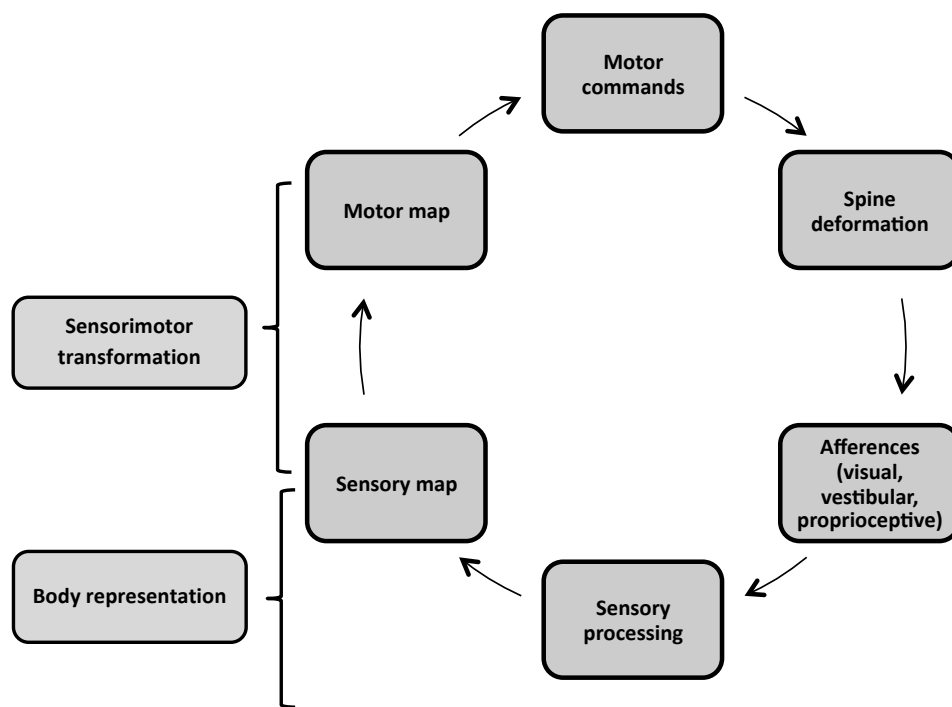 Motor
commands
Motor map
Spine
deformation
Sensorimotor
transformation
Sensory map
Afferences
(visual,
vestibular,
proprioceptive)
Body representation
Sensory
processing